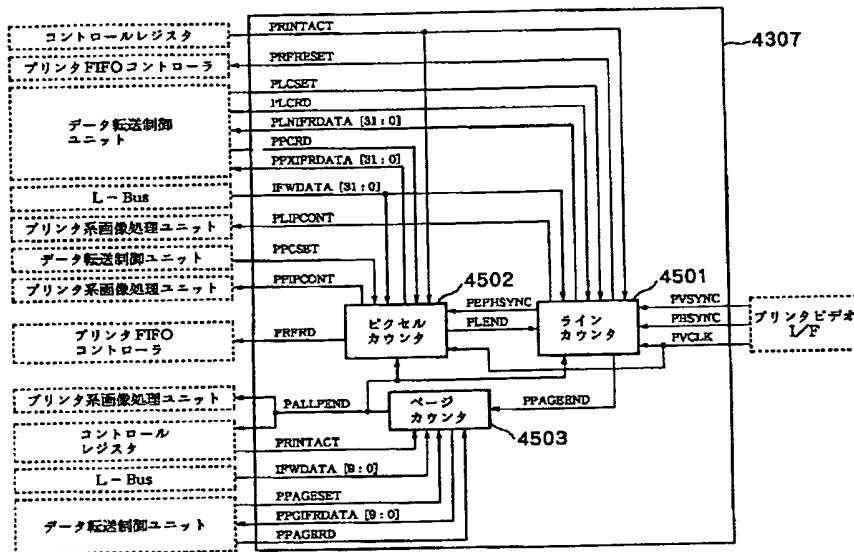 コントロールレジスタ
PRINTACT
4307
プリンタFIFOコントローラ
PRFRESET
PLCSET
PLCRD
データ転送制御
ユニット
PLNIFRDATA [31:0]
PPCRD
PPXIFRDATA [31:0]
L-Bus
IFWDATA [31:0]
プリンタ系画像処理ユニット
PLIPCONT
データ転送制御ユニット
PPCSET
プリンタ系画像処理ユニット
PPIPCONT
4502
4501
PEPHSYNC
PLEND
ピクセル
カウンタ
ライン
カウンタ
PVSYNC
PHSYNC
PVCLK
プリンタビデオ
I/F
プリンタFIFO
コントローラ
PRFRD
プリンタ系画像処理ユニット
PALLPEND
ページ
カウンタ
PPAGEEND
4503
コントロール
レジスタ
PRINTACT
L-Bus
IFWDATA [9:0]
PPAGESET
データ転送制御ユニット
PPGIFRDATA [9:0]
PPAGERD